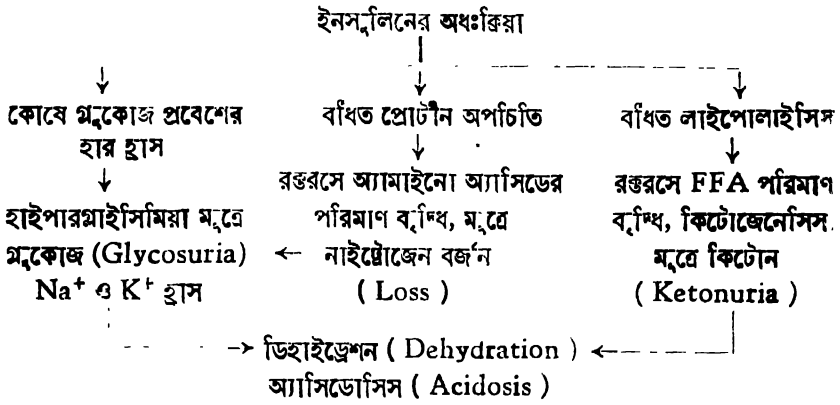 ইনসুলিনের অধঃক্রিয়া
কোষে গ্লুকোজ প্রবেশের
হার হ্রাস
হাইপারগ্লাইসিমিয়া মূত্রে
গ্লুকোজ (Glycosuria)
Na⁺ ও K⁺ হ্রাস
বর্ধিত প্রোটীন অপচিতি
রক্তরসে অ্যামাইনো অ্যাসিডের
পরিমাণ বৃদ্ধি, মূত্রে
নাইট্রোজেন বর্জন
( Loss )
বর্ধিত লাইপোলাইসিস
রক্তরসে FFA পরিমাণ
বৃদ্ধি, কিটোজেনেসিস
মূত্রে কিটোন
( Ketonuria )
ডিহাইড্রেশন ( Dehydration )
অ্যাসিডোসিস ( Acidosis )